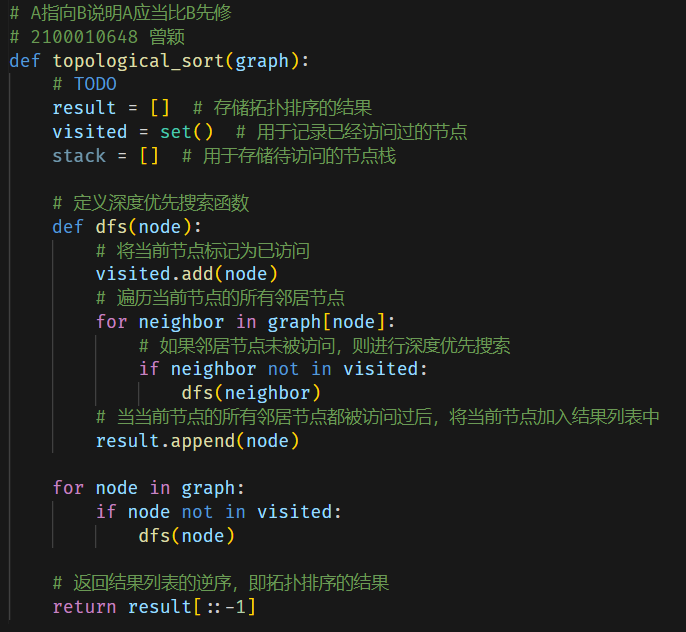 # A指向B说明A应当比B先修
# 2100010648 曾颖
def topological_sort(graph):
    # TODO
    result = []  # 存储拓扑排序的结果
    visited = set()  # 用于记录已经访问过的节点
    stack = []  # 用于存储待访问的节点栈

    # 定义深度优先搜索函数
    def dfs(node):
        # 将当前节点标记为已访问
        visited.add(node)
        # 遍历当前节点的所有邻居节点
        for neighbor in graph[node]:
            # 如果邻居节点未被访问，则进行深度优先搜索
            if neighbor not in visited:
                dfs(neighbor)
        # 当当前节点的所有邻居节点都被访问过后，将当前节点加入结果列表中
        result.append(node)

    for node in graph:
        if node not in visited:
            dfs(node)

    # 返回结果列表的逆序，即拓扑排序的结果
    return result[::-1]